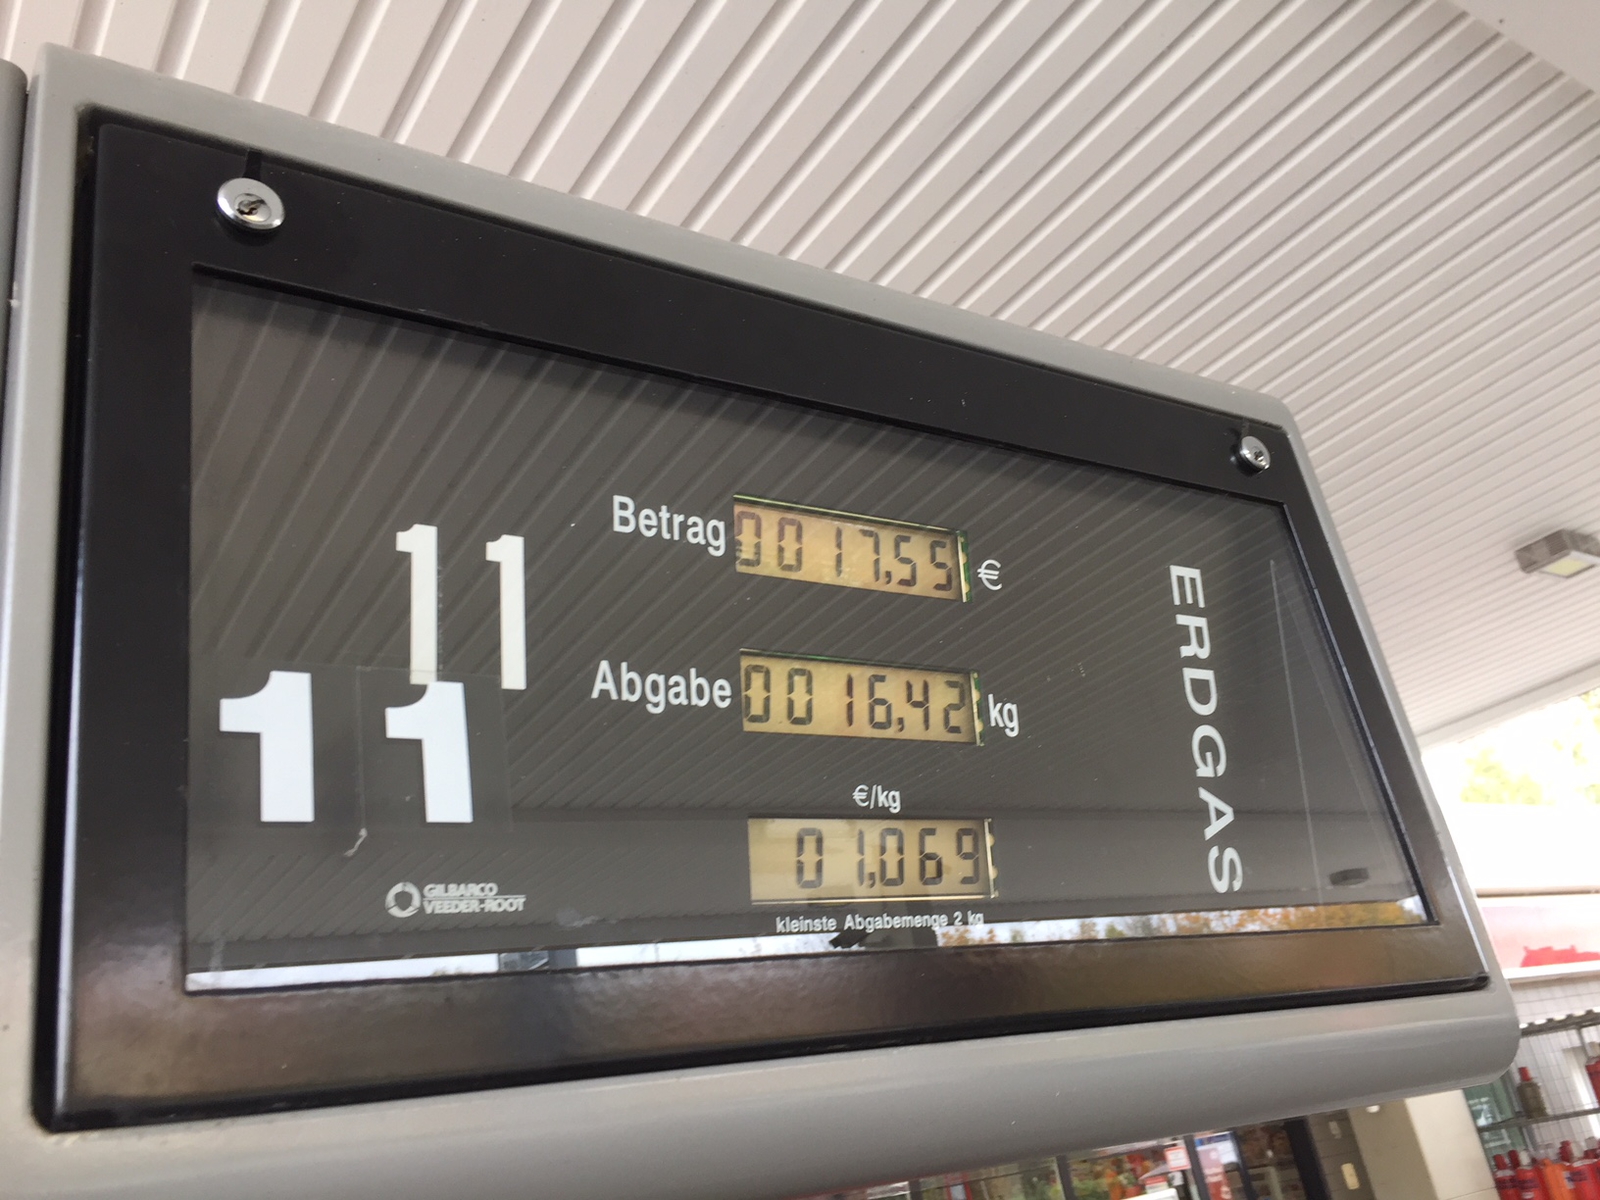 Betrag 0017,55 €
11
Abgabe 0016,42 kg
11
€/kg
01,069
kleinste Abgabemenge 2 kg
GILBARCO
VEEDER-ROOT
ERDGAS